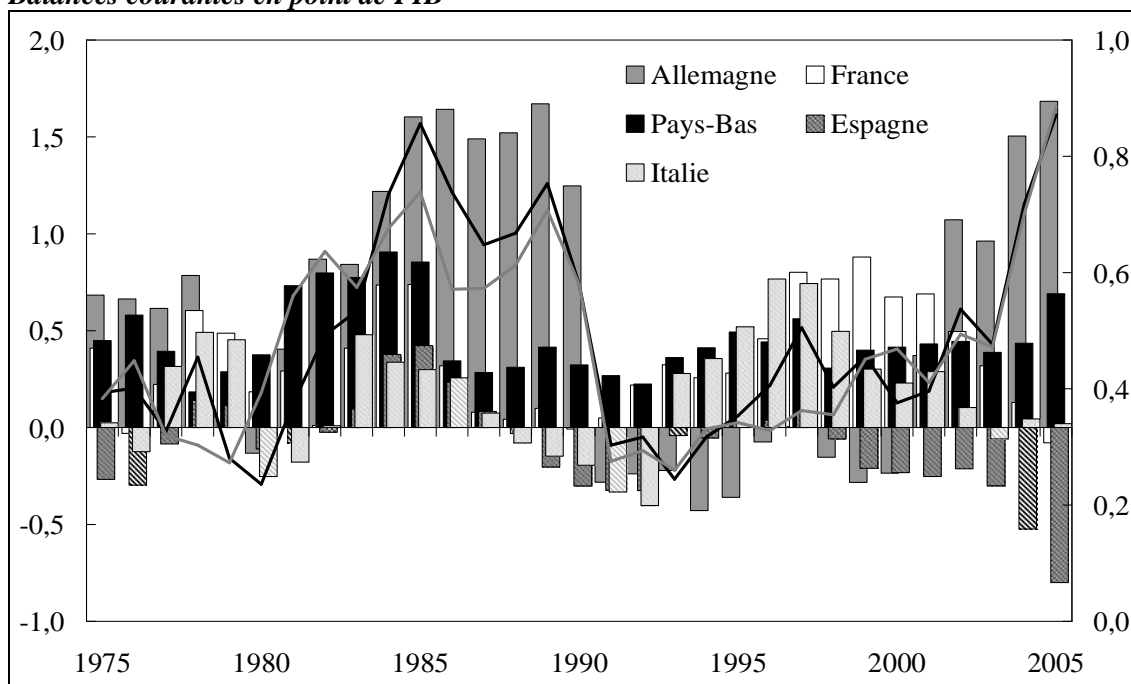 Balances courantes en point de PIB
2,0 1,0
Allemagne France
1,5 0,8
Pays-Bas Espagne
Italie
1,0 0,6
0,5 0,4
0,0
-0,5 0,2
-1,0 0,0
1975 1980 1985 1990 1995 2000 2005